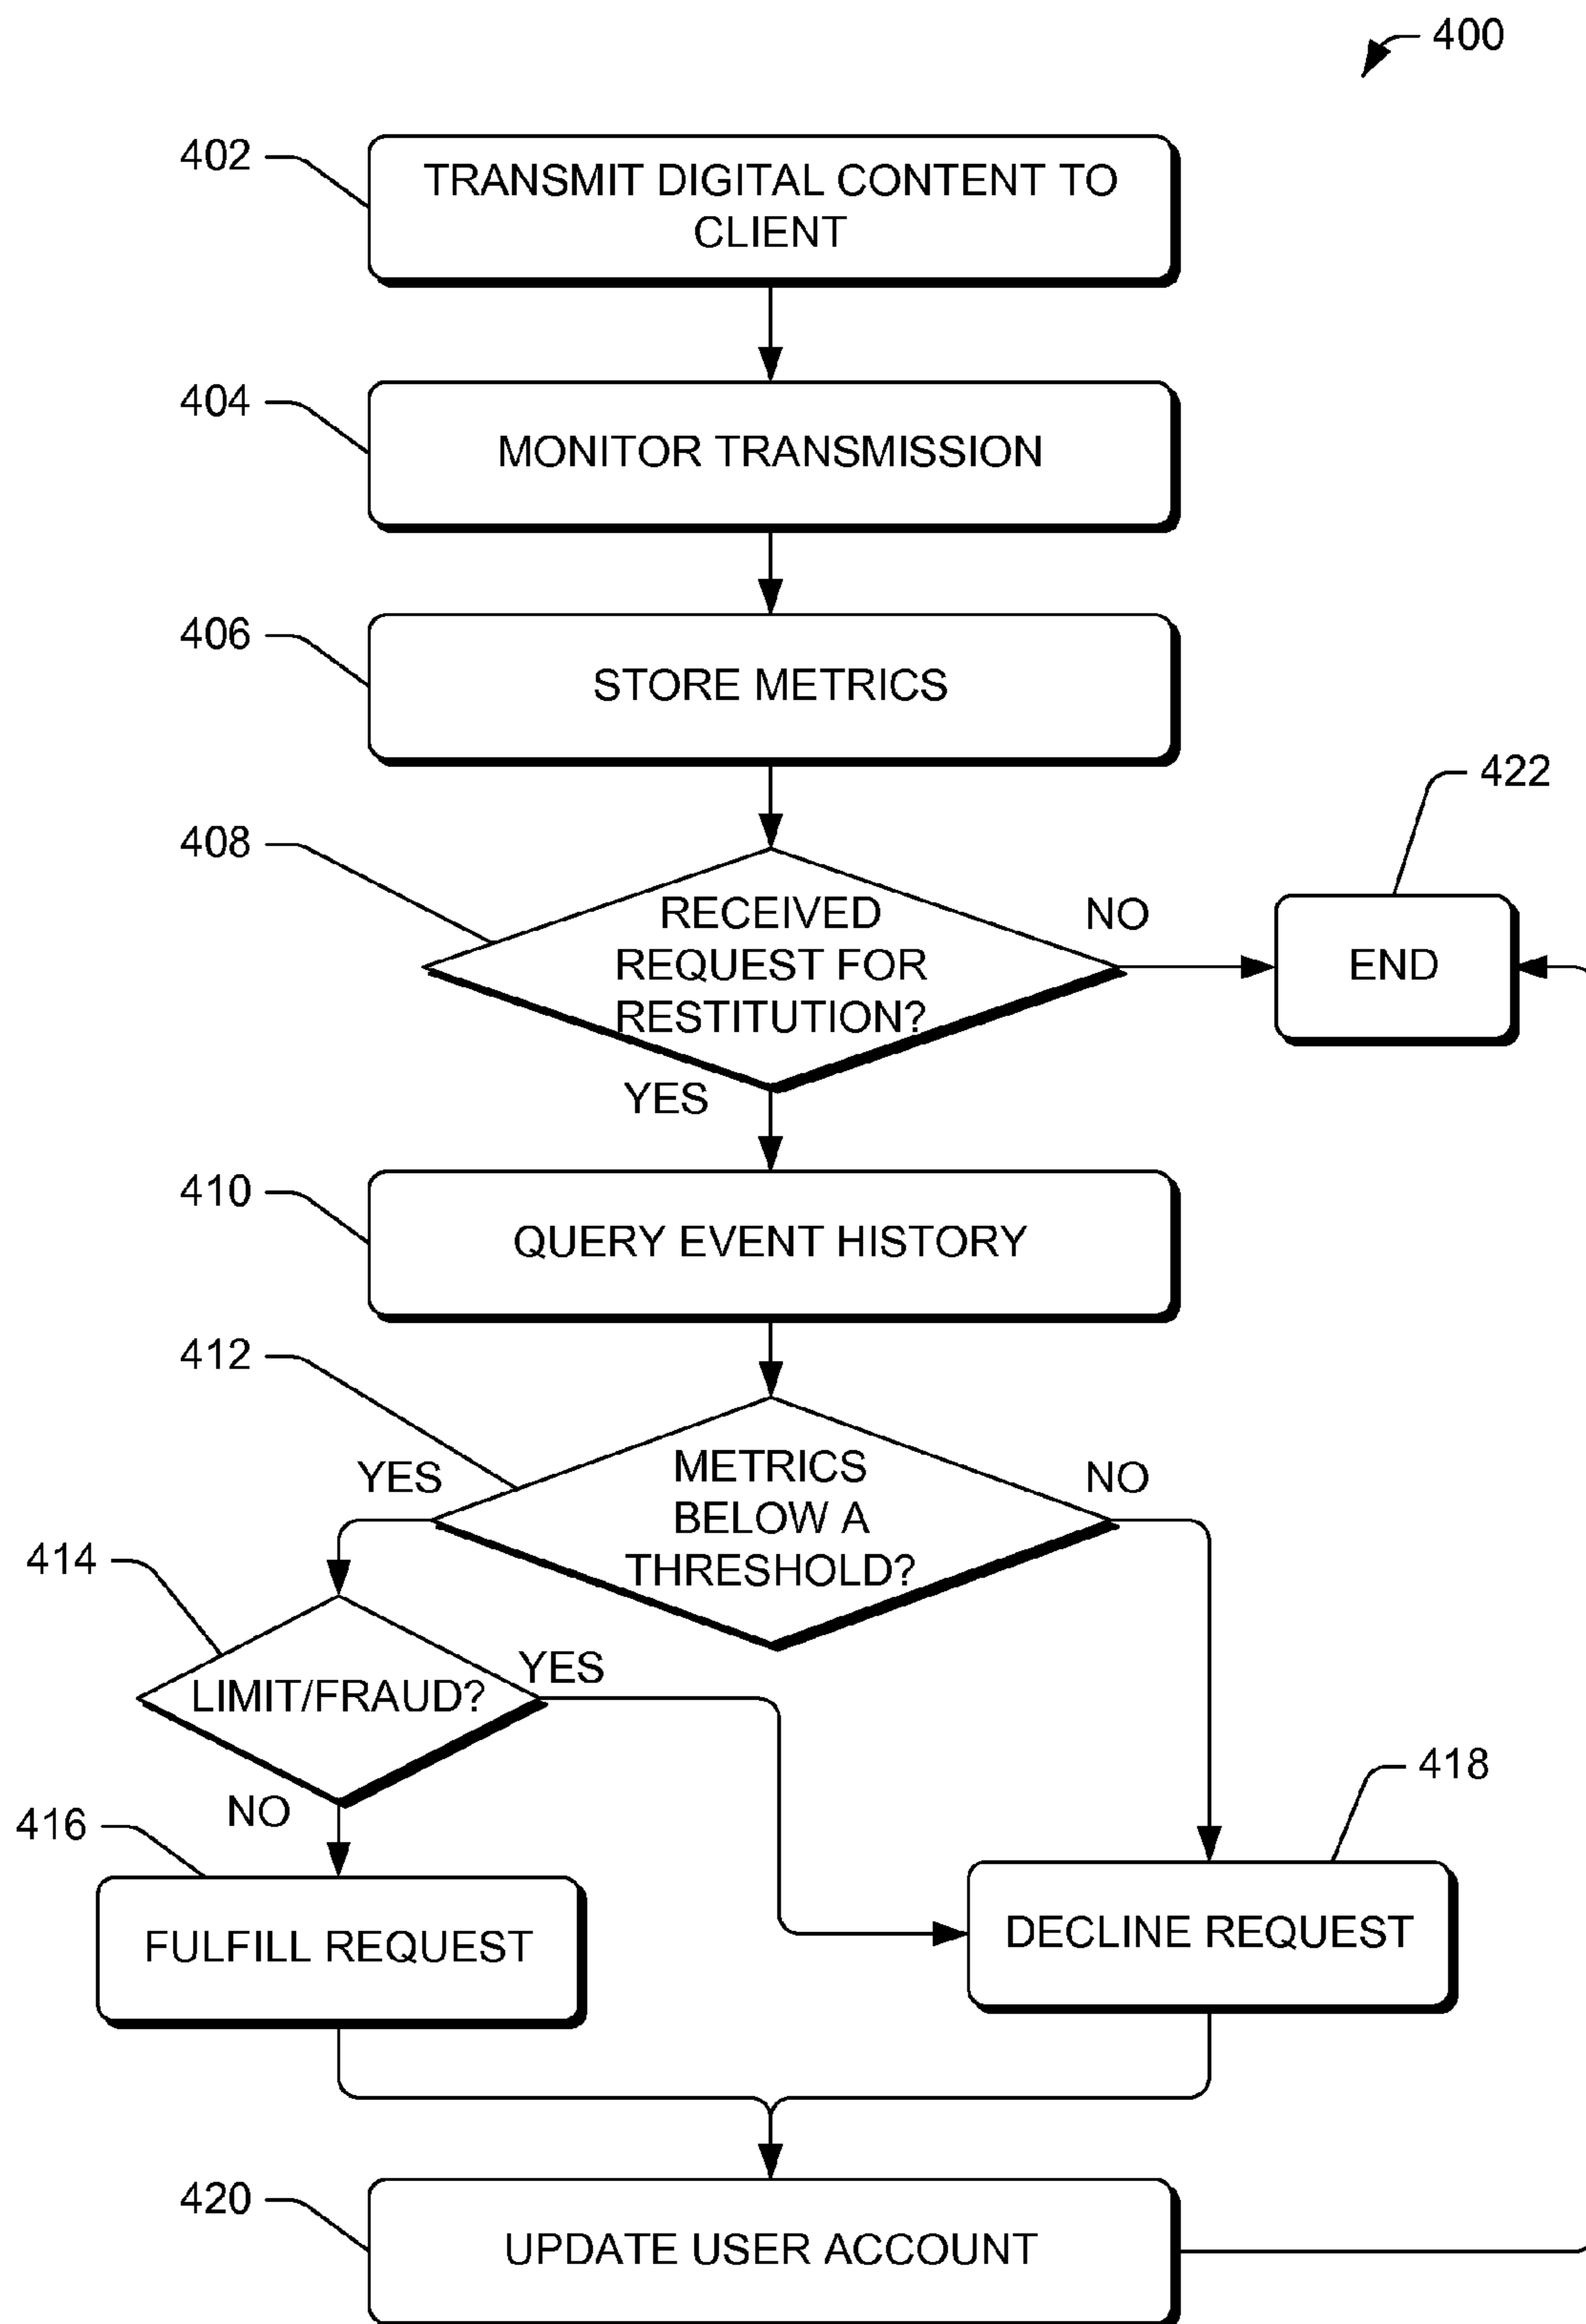 400
402
TRANSMIT DIGITAL CONTENT TO
CLIENT
404
MONITOR TRANSMISSION
406
STORE METRICS
422
408
RECEIVED
REQUEST FOR
RESTITUTION?
NO
END
YES
410
QUERY EVENT HISTORY
412
METRICS
BELOW A
THRESHOLD?
YES
NO
414
LIMIT/FRAUD?
YES
NO
416
FULFILL REQUEST
418
DECLINE REQUEST
420
UPDATE USER ACCOUNT